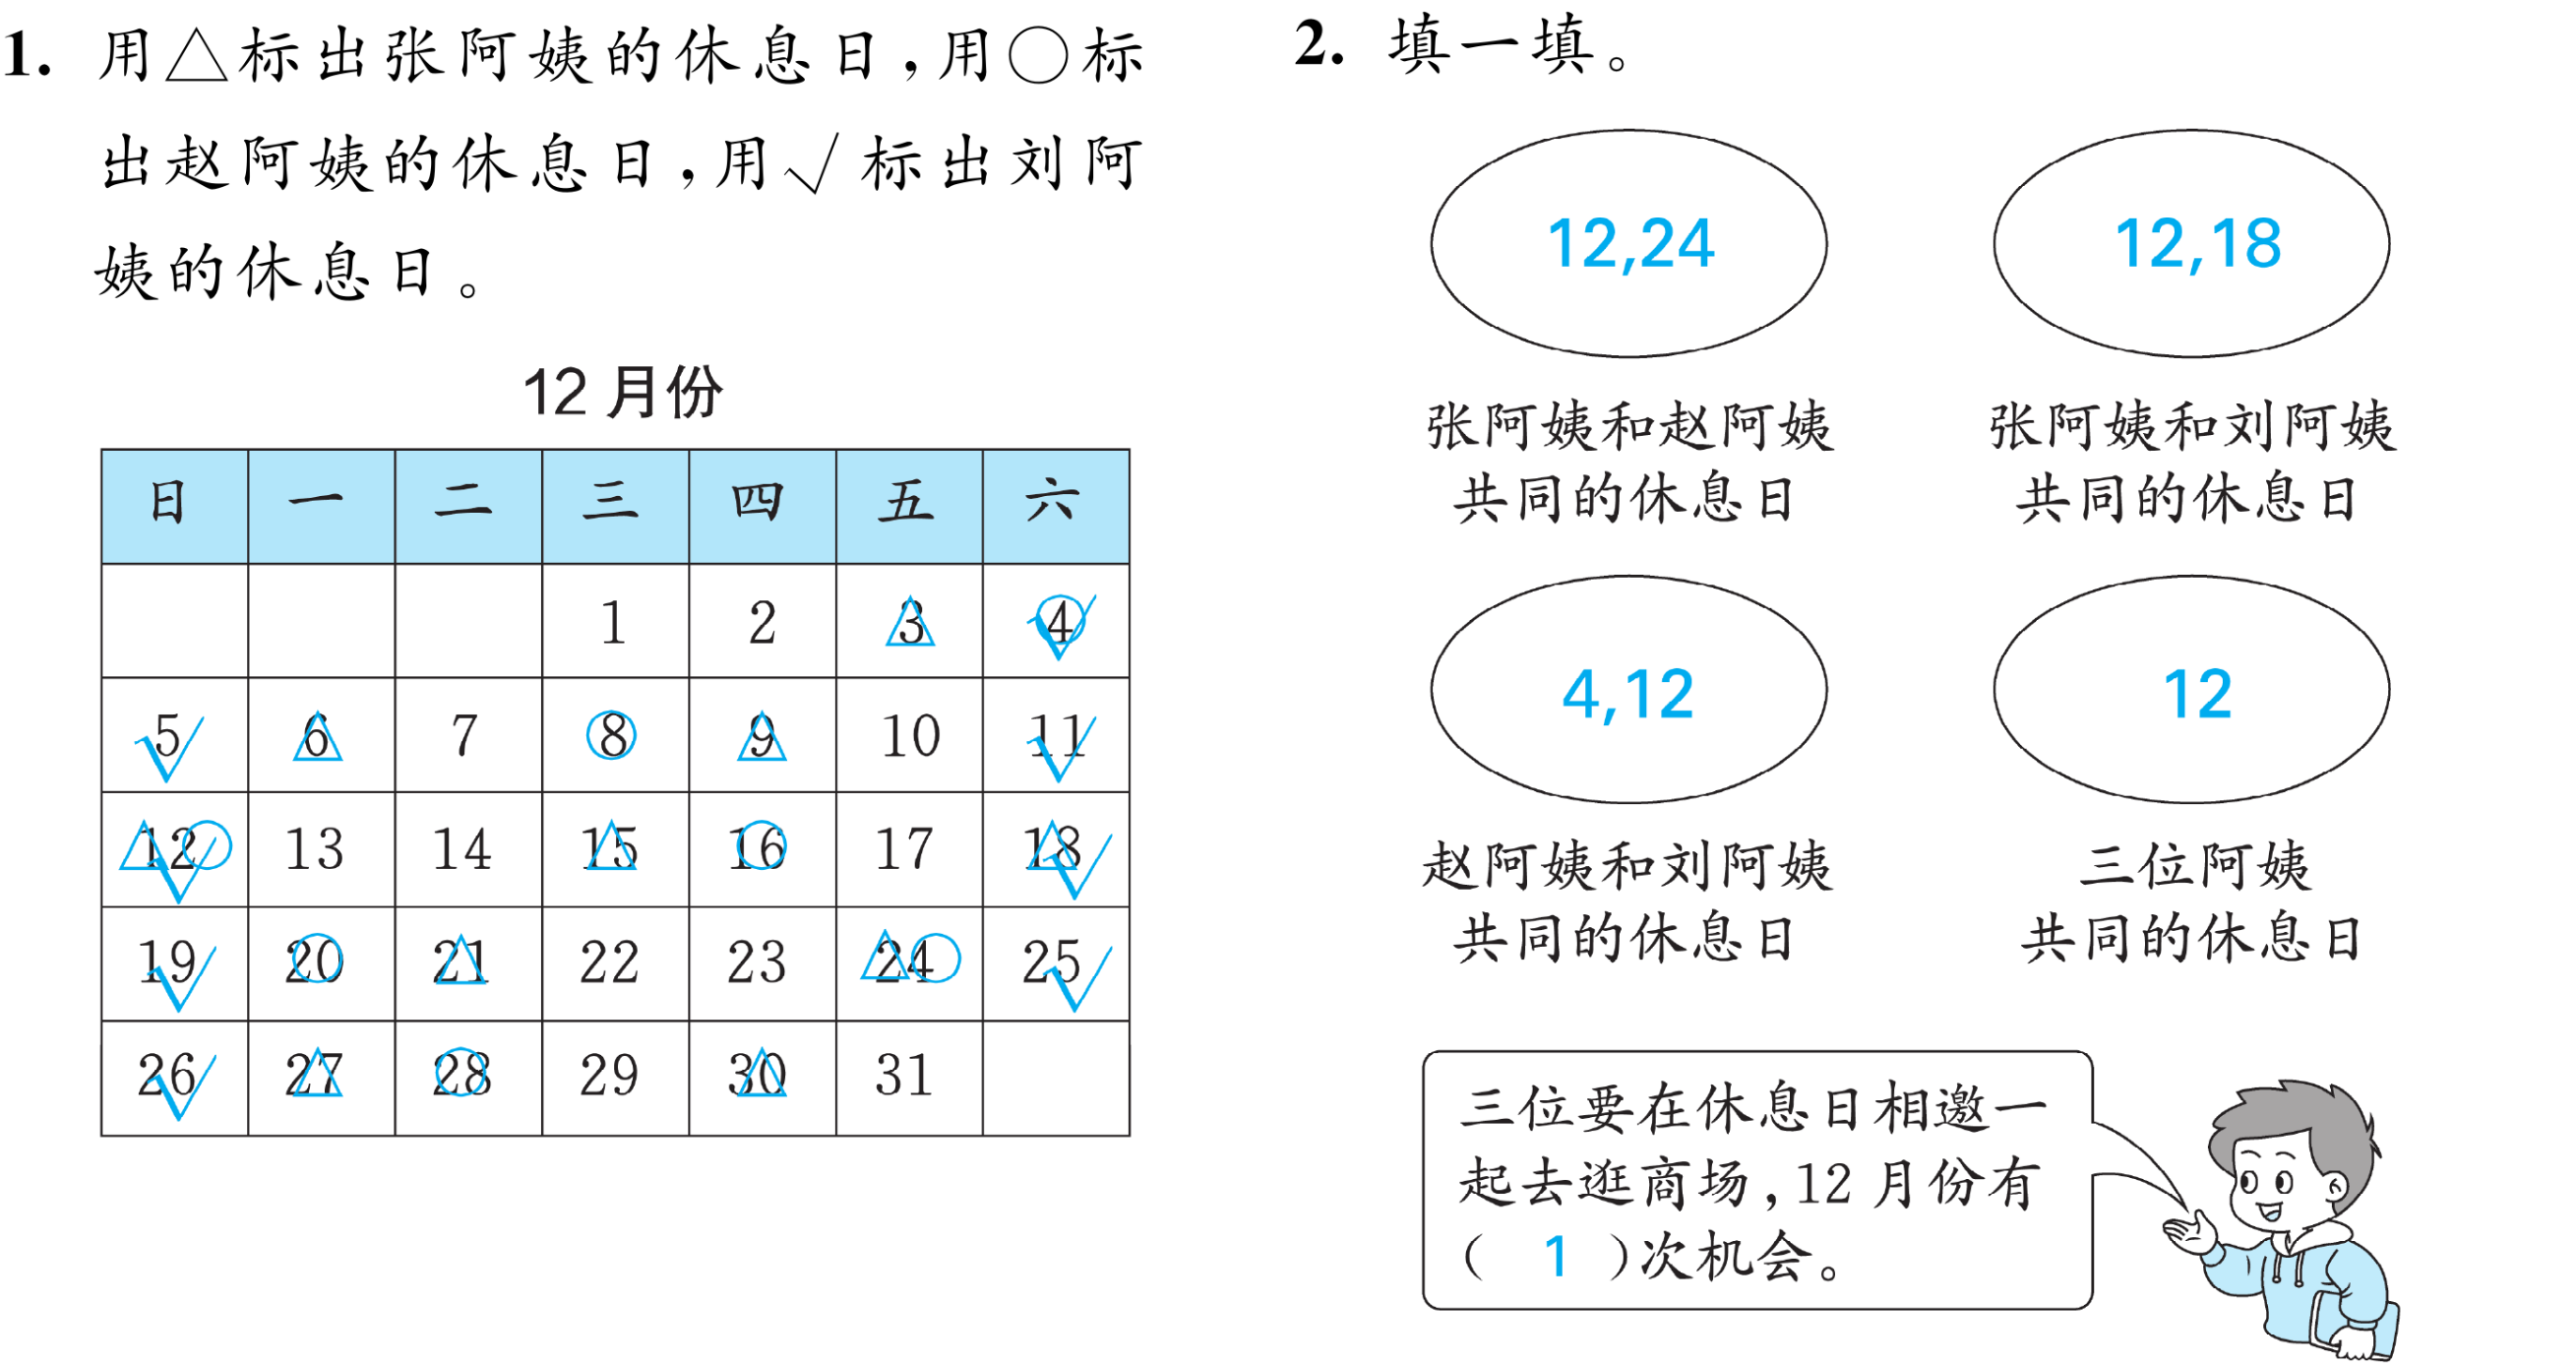 1. 用△标出张阿姨的休息日,用○标
出赵阿姨的休息日,用√标出刘阿
姨的休息日。
12月份
日 一 二 三 四 五 六
1 2 3 4
5 6 7 8 9 10 11
12 13 14 15 16 17 18
19 20 21 22 23 24 25
26 27 28 29 30 31
2. 填一填。
12,24
12,18
张阿姨和赵阿姨
共同的休息日
张阿姨和刘阿姨
共同的休息日
4,12
12
赵阿姨和刘阿姨
共同的休息日
三位阿姨
共同的休息日
三位要在休息日相邀一
起去逛商场,12月份有
( 1 )次机会。